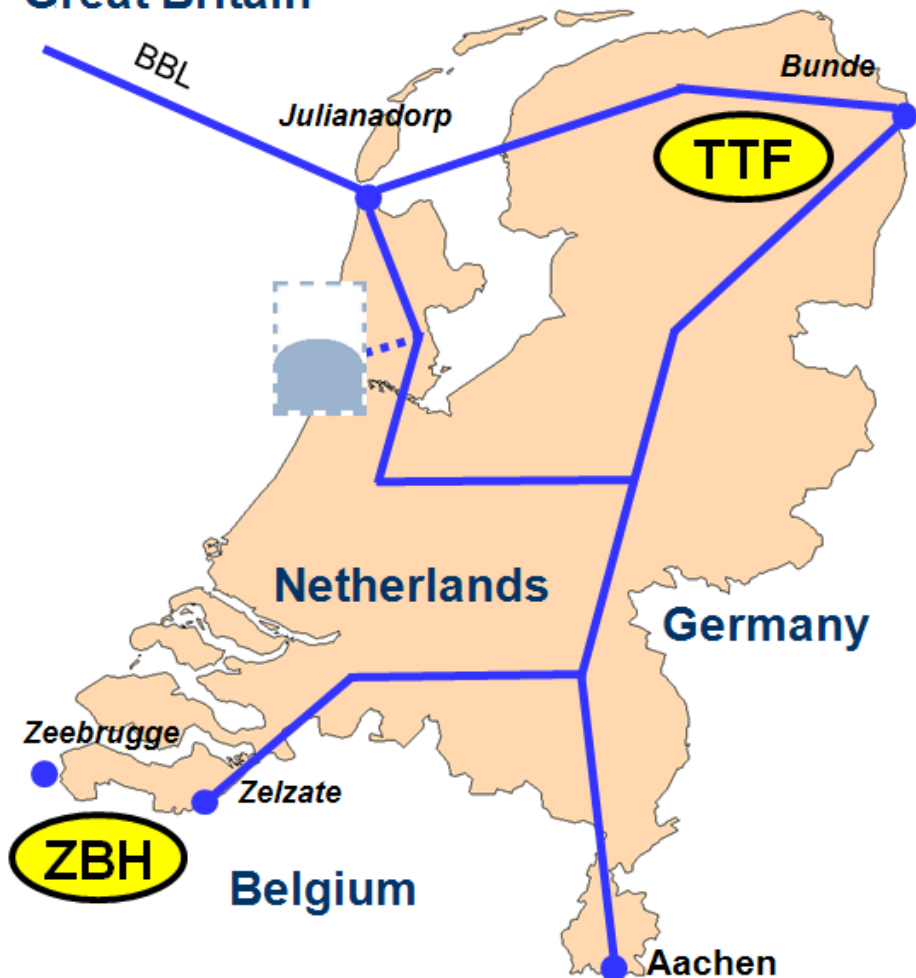 Great Britain
BBL
Bunde
Julianadorp
TTF
Netherlands
Germany
Zeebrugge
Zelzate
ZBH
Belgium
Aachen